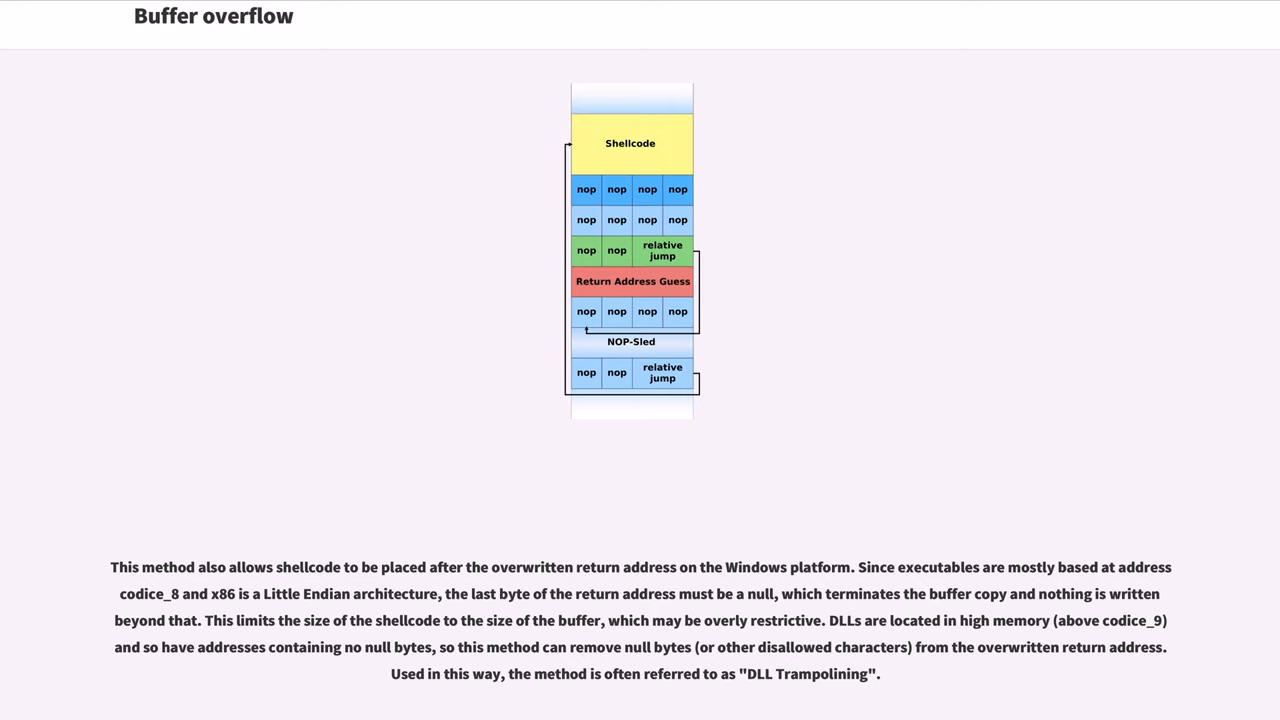 Buffer overflow
Shellcode
nop nop nop nop
nop nop nop nop
nop nop relative jump
Return Address Guess
nop nop nop nop
NOP-Sled
nop nop relative jump
This method also allows shellcode to be placed after the overwritten return address on the Windows platform. Since executables are mostly based at address
codice_8 and x86 is a Little Endian architecture, the last byte of the return address must be a null, which terminates the buffer copy and nothing is written
beyond that. This limits the size of the shellcode to the size of the buffer, which may be overly restrictive. DLLs are located in high memory (above codice_9)
and so have addresses containing no null bytes, so this method can remove null bytes (or other disallowed characters) from the overwritten return address.
Used in this way, the method is often referred to as "DLL Trampolining".